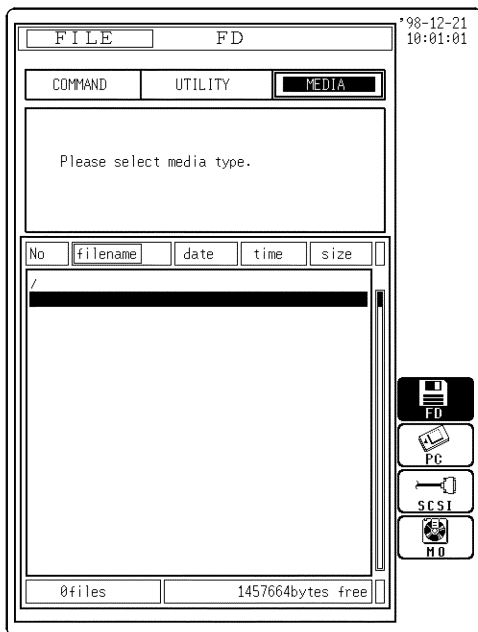 '98-12-21
10:01:01
FILE FD
COMMAND UTILITY MEDIA
Please select media type.
No filename date time size
/
FD
PC
SCSI
MO
0files 1457664bytes free